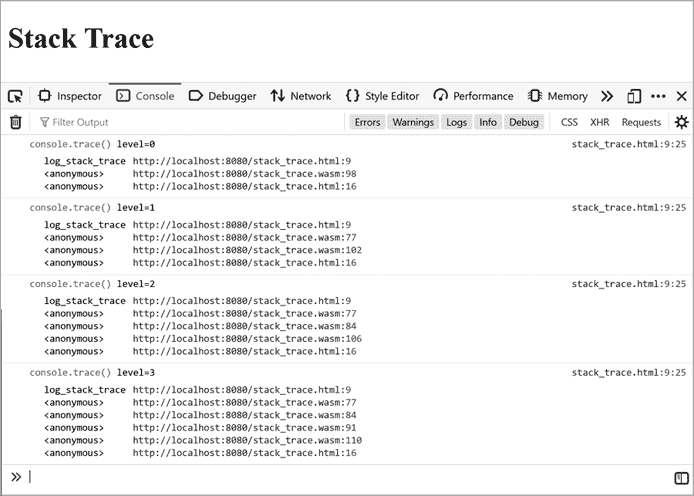 Stack Trace
Inspector Console Debugger Network Style Editor Performance Memory
Filter Output Errors Warnings Logs Info Debug CSS XHR Requests
console.trace() level=0 stack_trace.html:9:25
log_stack_trace http://localhost:8080/stack_trace.html:9
<anonymous> http://localhost:8080/stack_trace.wasm:98
<anonymous> http://localhost:8080/stack_trace.html:16
console.trace() level=1 stack_trace.html:9:25
log_stack_trace http://localhost:8080/stack_trace.html:9
<anonymous> http://localhost:8080/stack_trace.wasm:77
<anonymous> http://localhost:8080/stack_trace.wasm:102
<anonymous> http://localhost:8080/stack_trace.html:16
console.trace() level=2 stack_trace.html:9:25
log_stack_trace http://localhost:8080/stack_trace.html:9
<anonymous> http://localhost:8080/stack_trace.wasm:77
<anonymous> http://localhost:8080/stack_trace.wasm:84
<anonymous> http://localhost:8080/stack_trace.wasm:106
<anonymous> http://localhost:8080/stack_trace.html:16
console.trace() level=3 stack_trace.html:9:25
log_stack_trace http://localhost:8080/stack_trace.html:9
<anonymous> http://localhost:8080/stack_trace.wasm:77
<anonymous> http://localhost:8080/stack_trace.wasm:84
<anonymous> http://localhost:8080/stack_trace.wasm:91
<anonymous> http://localhost:8080/stack_trace.wasm:110
<anonymous> http://localhost:8080/stack_trace.html:16